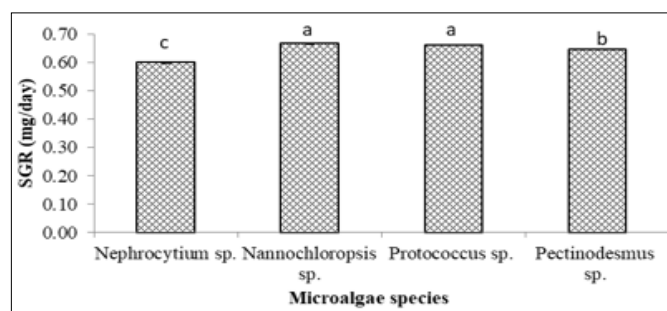 0.70
0.60
0.50
0.40
0.30
0.20
0.10
0.00
SGR (mg/day)
c
a
a
b
Nephrocytium sp. Nannochloropsis sp. Protococcus sp. Pectinodesmus sp.
Microalgae species